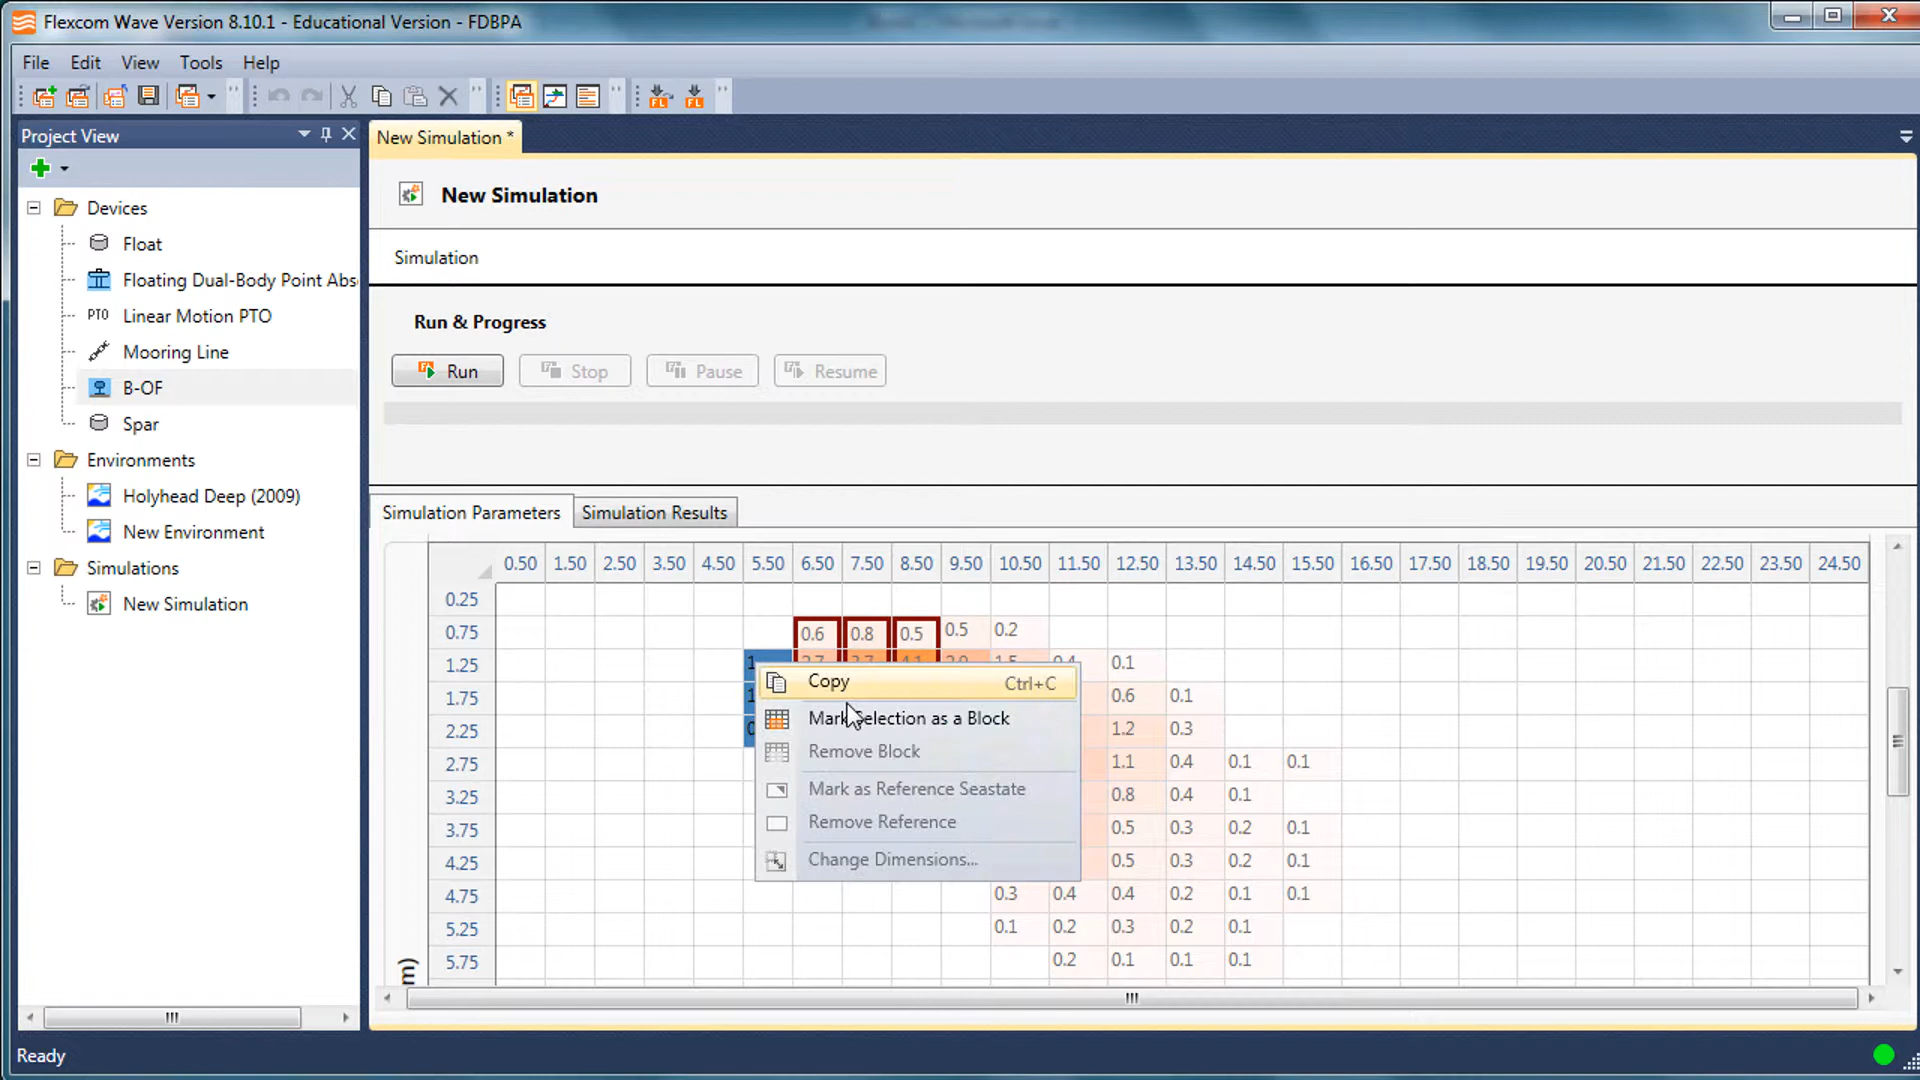 Flexcom Wave Version 8.10.1 - Educational Version - FDBPA
File Edit View Tools Help
Project View
New Simulation *
Devices
Float
Floating Dual-Body Point Abs
PTO Linear Motion PTO
Mooring Line
B-OF
Spar
Environments
Holyhead Deep (2009)
New Environment
Simulations
New Simulation
New Simulation
Simulation
Run & Progress
Run Stop Pause Resume
Simulation Parameters Simulation Results
0.50 1.50 2.50 3.50 4.50 5.50 6.50 7.50 8.50 9.50 10.50 11.50 12.50 13.50 14.50 15.50 16.50 17.50 18.50 19.50 20.50 21.50 22.50 23.50 24.50
0.25
0.75 0.6 0.8 0.5 0.5 0.2
1.25 0.1
1.75 0.6 0.1
2.25 1.2 0.3
2.75 1.1 0.4 0.1 0.1
3.25 0.8 0.4 0.1
3.75 0.5 0.3 0.2 0.1
4.25 0.5 0.3 0.2 0.1
4.75 0.3 0.4 0.4 0.2 0.1 0.1
5.25 0.1 0.2 0.3 0.2 0.1
5.75 0.2 0.1 0.1 0.1
m)
Copy Ctrl+C
Mark Selection as a Block
Remove Block
Mark as Reference Seastate
Remove Reference
Change Dimensions...
Ready